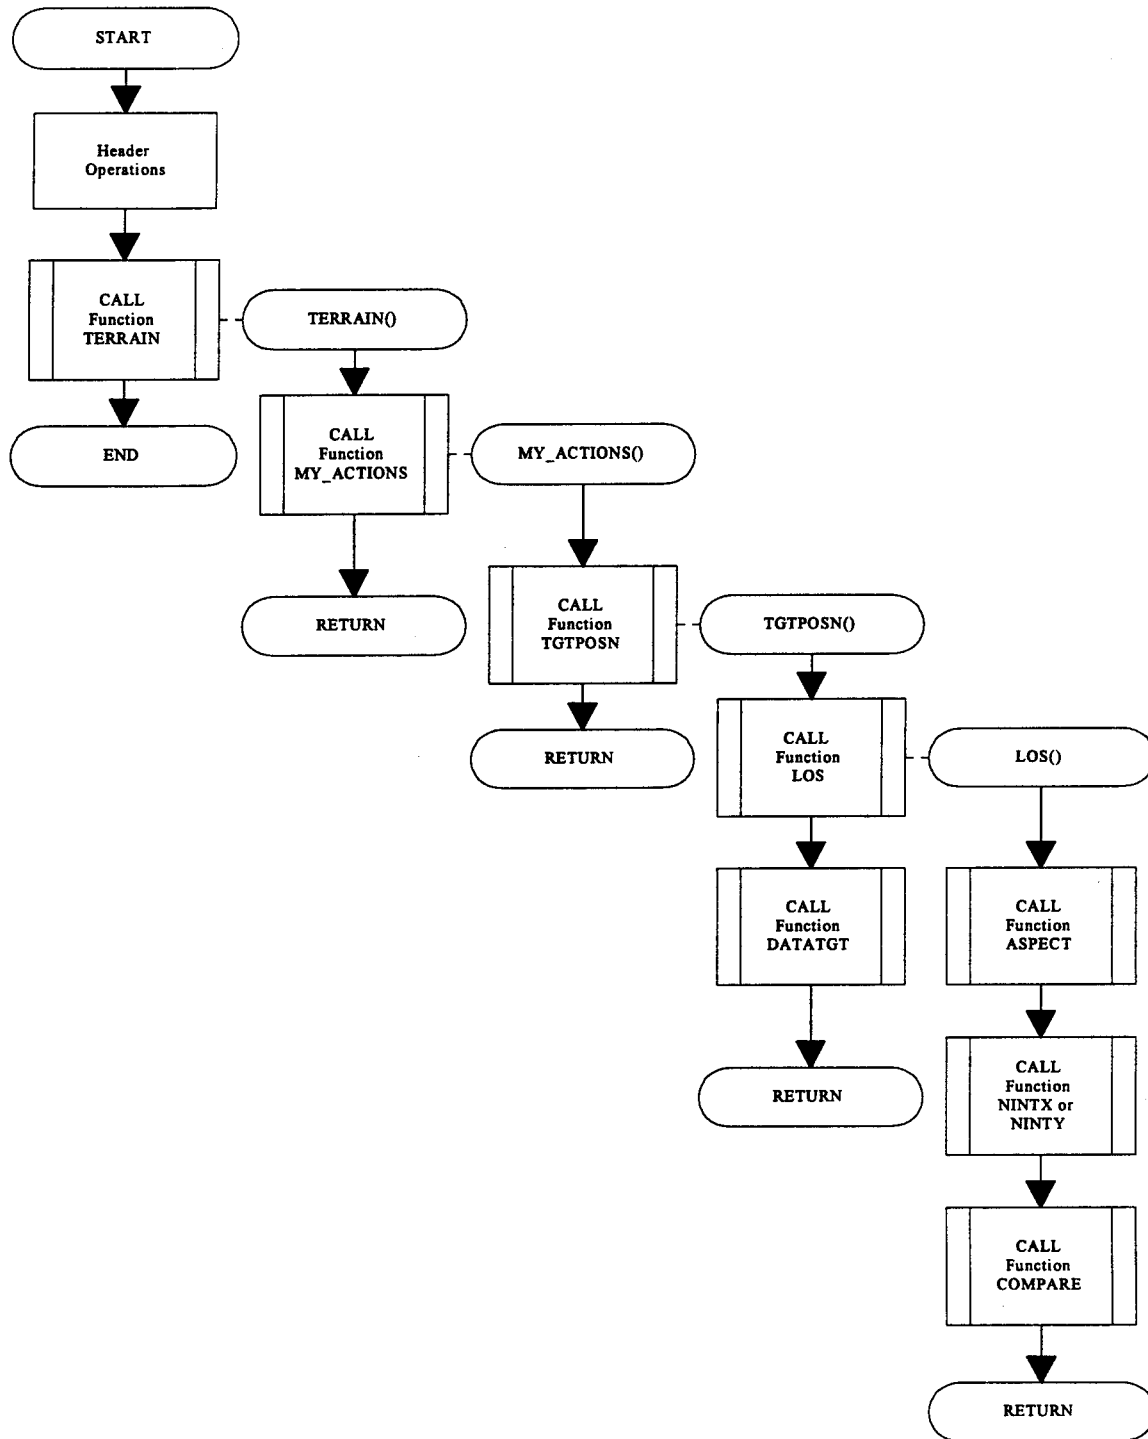 START
Header
Operations
CALL
Function
TERRAIN
END
TERRAIN()
CALL
Function
MY_ACTIONS
RETURN
MY_ACTIONS()
CALL
Function
TGTPOSN
RETURN
TGTPOSN()
CALL
Function
LOS
CALL
Function
DATATGT
RETURN
LOS()
CALL
Function
ASPECT
CALL
Function
NINTX or
NINTY
CALL
Function
COMPARE
RETURN